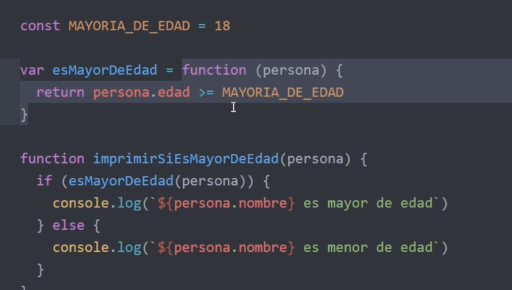 const MAYORIA_DE_EDAD = 18
var esMayorDeEdad = function (persona) {
return persona.edad >= MAYORIA_DE_EDAD
}
function imprimirSiEsMayorDeEdad(persona) {
if (esMayorDeEdad(persona)) {
console.log(`${persona.nombre} es mayor de edad`)
} else {
console.log(`${persona.nombre} es menor de edad`)
}
}